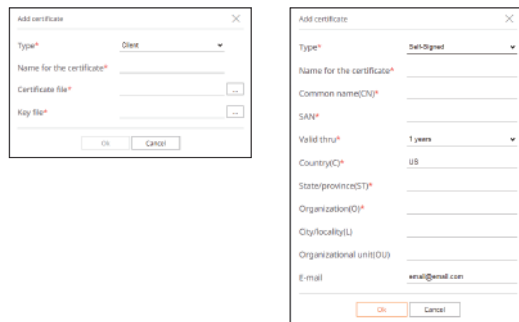 Add certificate
Type* Client
Name for the certificate*
Certificate file* ...
Key file* ...
Ok Cancel
Add certificate
Type* Self-Signed
Name for the certificate*
Common name(CN)*
SAN*
Valid thru* 1 years
Country(C)* US
State/province(ST)*
Organization(O)*
City/locality(L)
Organizational unit(OU)
E-mail email@email.com
Ok Cancel